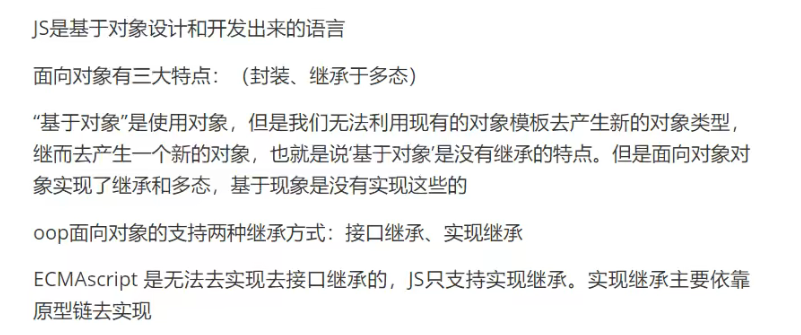 JS是基于对象设计和开发出来的语言
面向对象有三大特点：（封装、继承于多态）
“基于对象”是使用对象，但是我们无法利用现有的对象模板去产生新的对象类型，
继而去产生一个新的对象，也就是说‘基于对象’是没有继承的特点。但是面向对象对
象实现了继承和多态，基于现象是没有实现这些的
oop面向对象的支持两种继承方式：接口继承、实现继承
ECMAscript 是无法去实现去接口继承的，JS只支持实现继承。实现继承主要依靠
原型链去实现